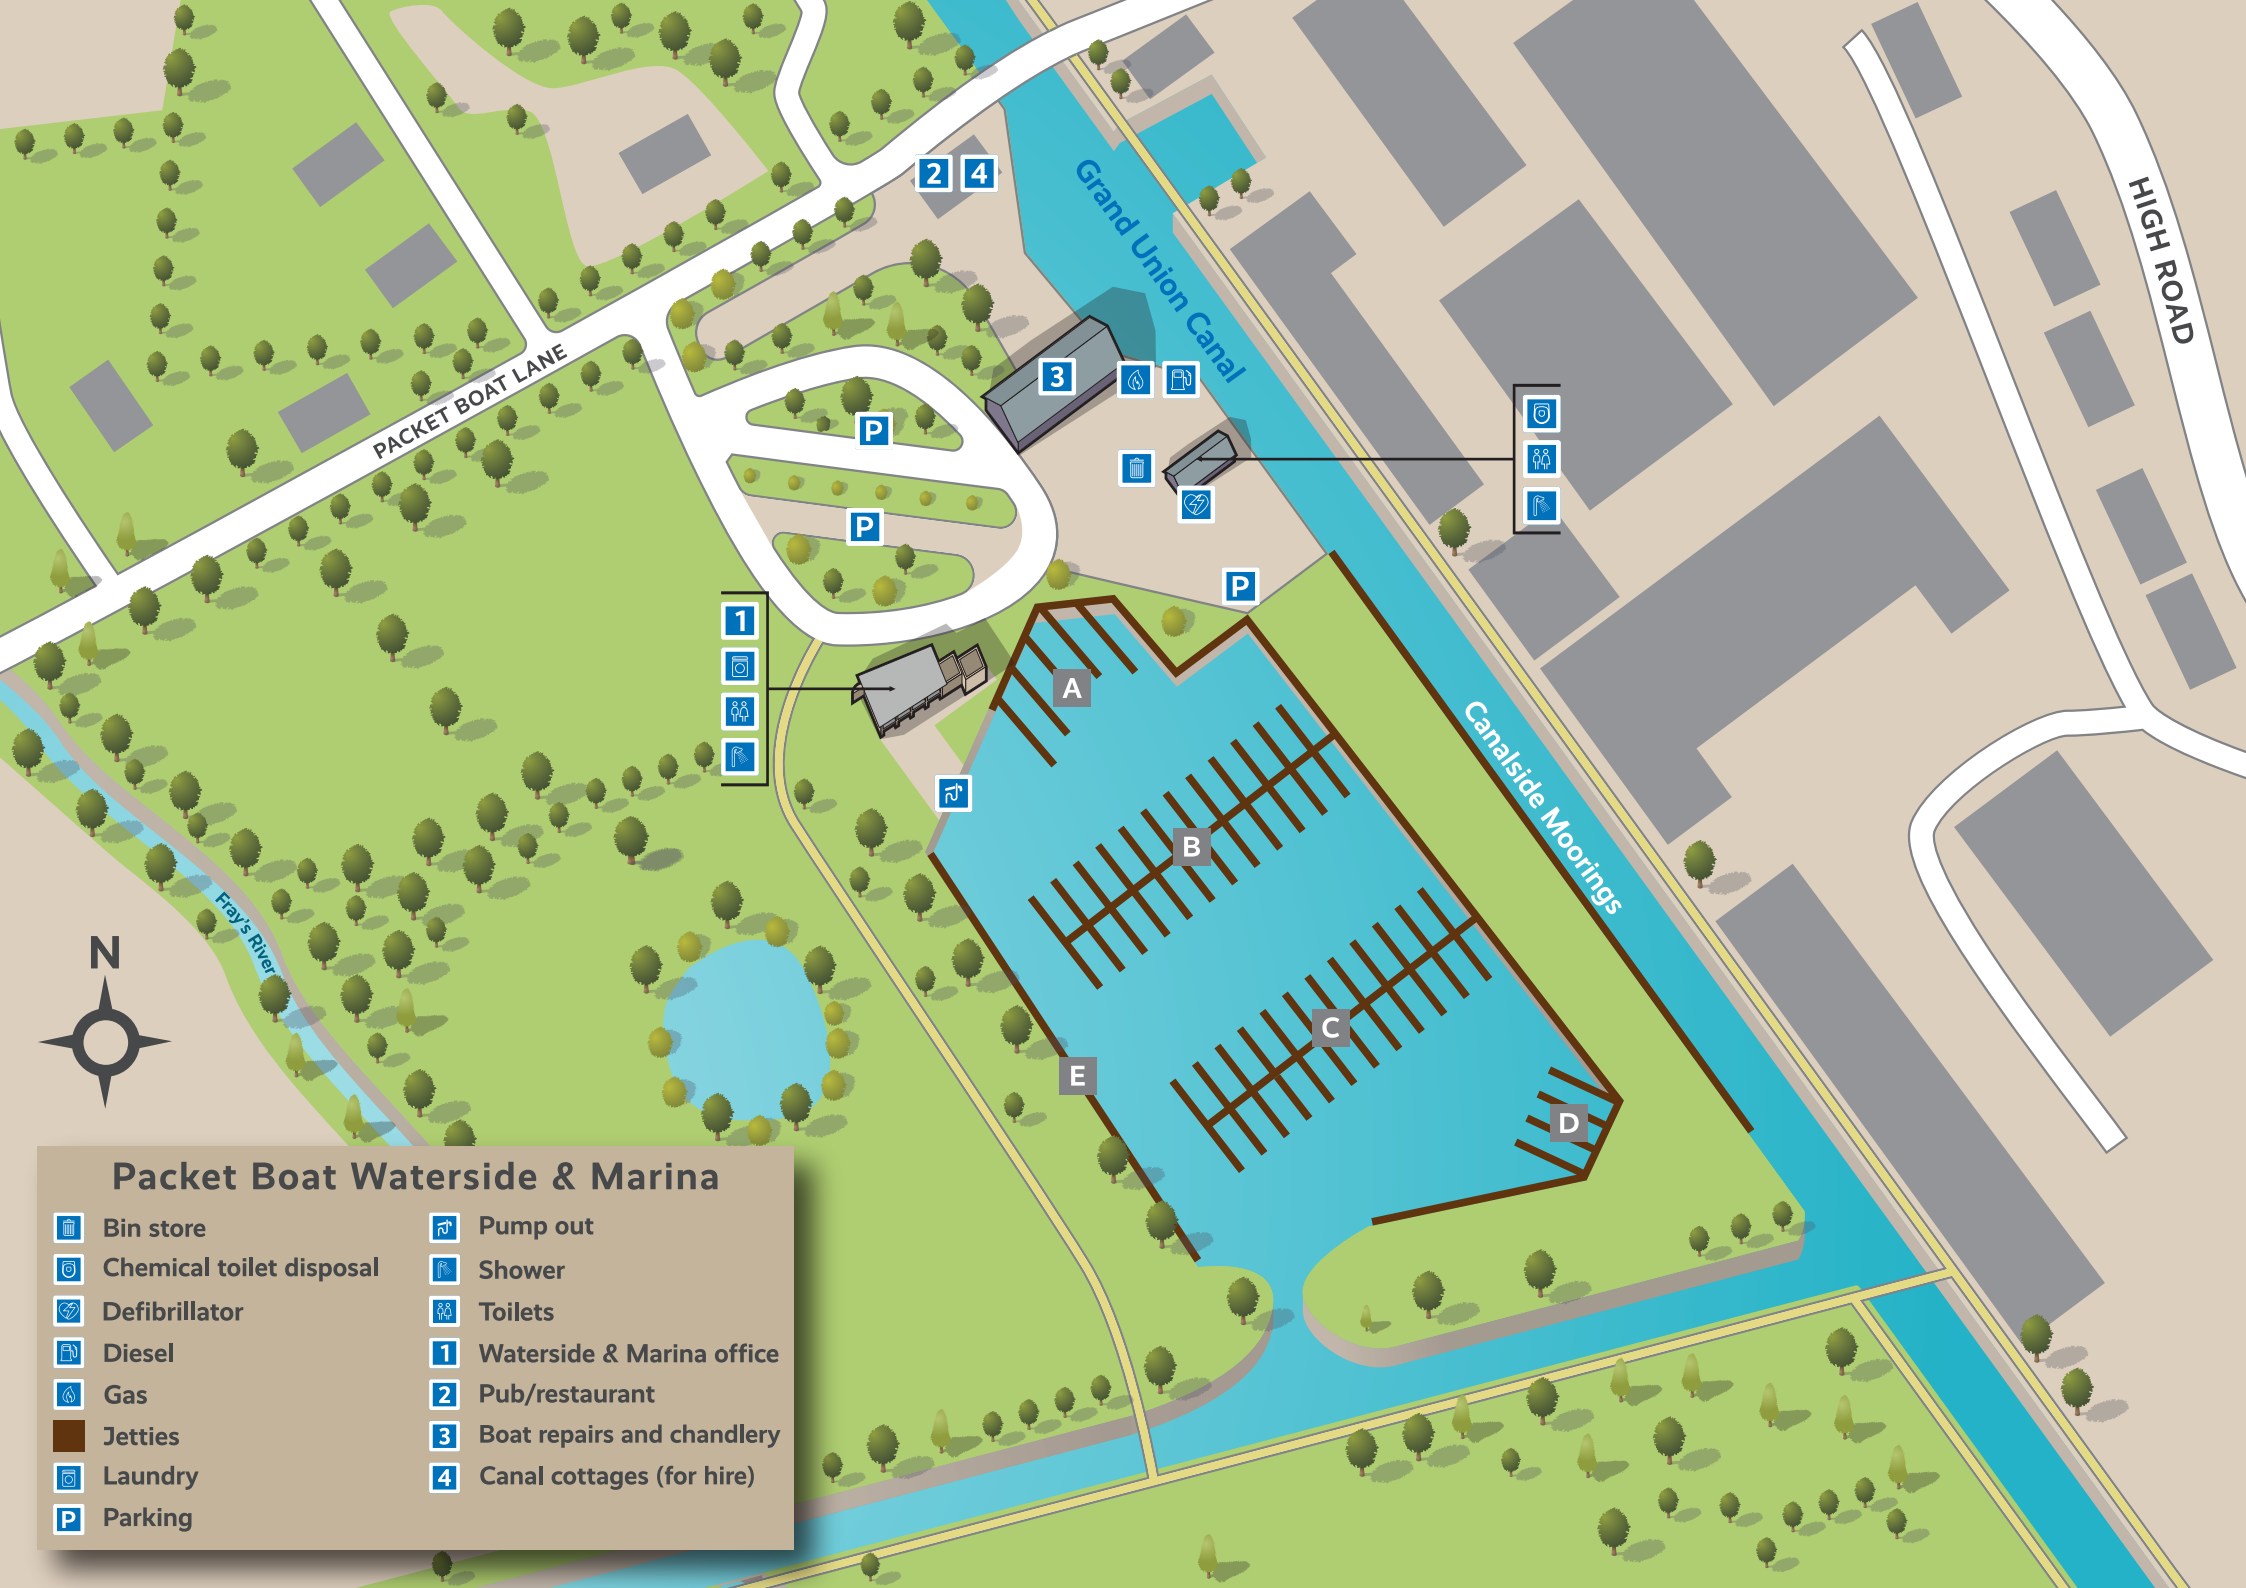 2 4
Grand Union Canal
HIGH ROAD
3
PACKET BOAT LANE
P
P
P
1
A
Canalside Moorings
B
Fray's River
N
C
E
D
Packet Boat Waterside & Marina
Bin store
Chemical toilet disposal
Defibrillator
Diesel
Gas
Jetties
Laundry
P Parking
Pump out
Shower
Toilets
1 Waterside & Marina office
2 Pub/restaurant
3 Boat repairs and chandlery
4 Canal cottages (for hire)